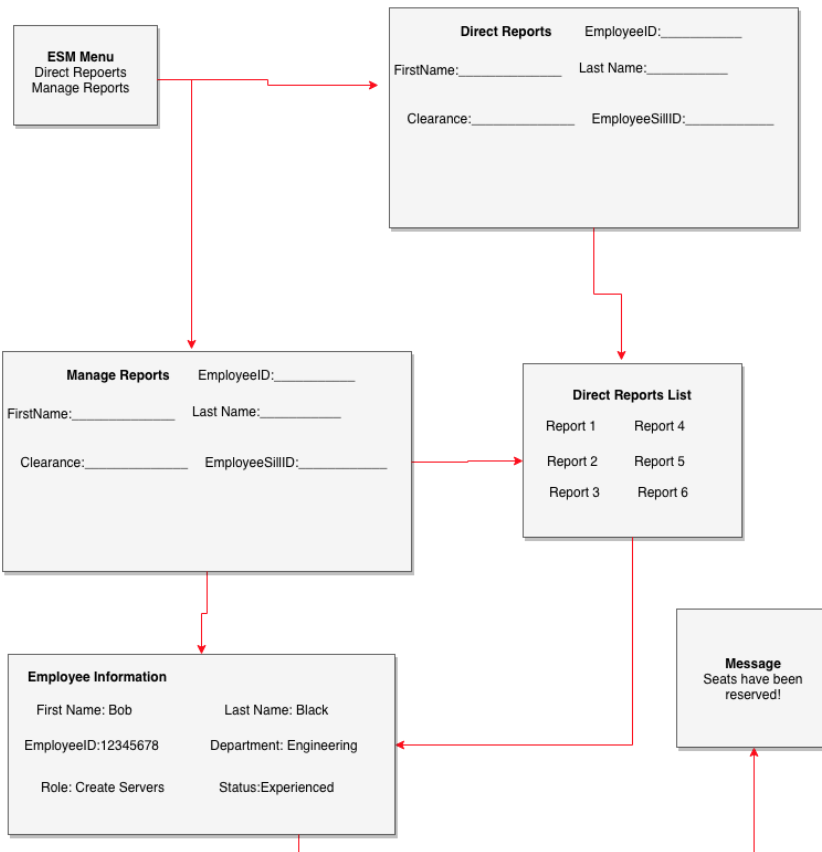 ESM Menu
Direct Repoerts
Manage Reports
Direct Reports EmployeeID:___________
FirstName:______________ Last Name:___________
Clearance:______________ EmployeeSillID:____________
Manage Reports EmployeeID:___________
FirstName:______________ Last Name:___________
Clearance:______________ EmployeeSillID:____________
Direct Reports List
Report 1 Report 4
Report 2 Report 5
Report 3 Report 6
Employee Information
First Name: Bob Last Name: Black
EmployeeID:12345678 Department: Engineering
Role: Create Servers Status:Experienced
Message
Seats have been
reserved!